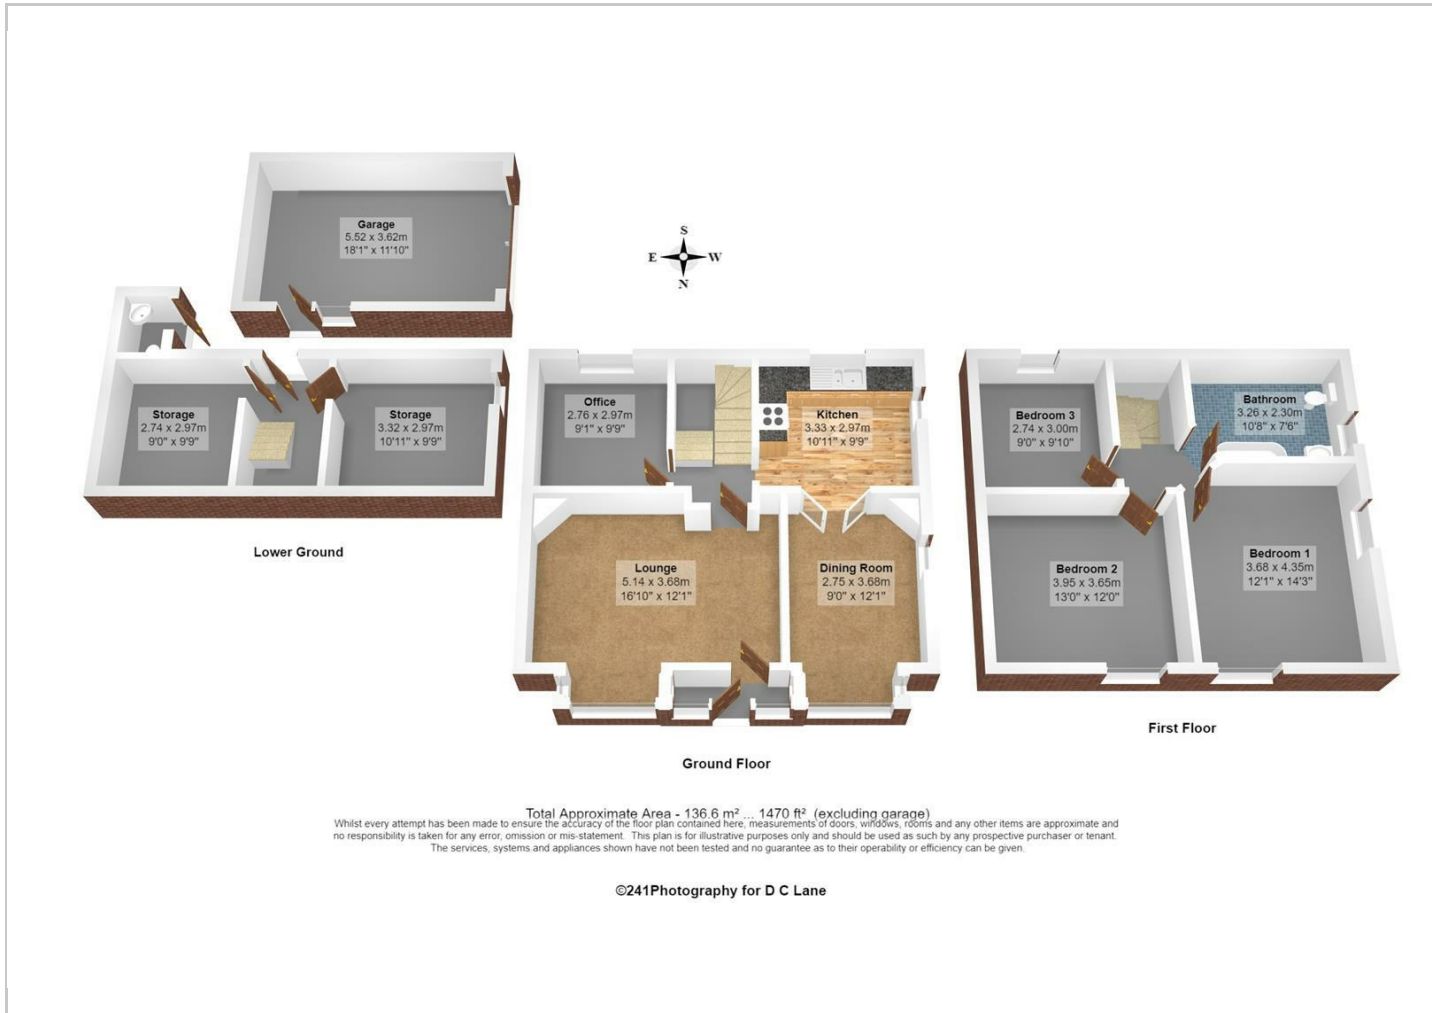 Garage
5.52 x 3.62m
18'1" x 11'10"
S
E W
N
Storage
2.74 x 2.97m
9'0" x 9'9"
Storage
3.32 x 2.97m
10'11" x 9'9"
Lower Ground
Office
2.76 x 2.97m
9'1" x 9'9"
Kitchen
3.33 x 2.97m
10'11" x 9'9"
Lounge
5.14 x 3.68m
16'10" x 12'1"
Dining Room
2.75 x 3.68m
9'0" x 12'1"
Ground Floor
Bedroom 3
2.74 x 3.00m
9'0" x 9'10"
Bathroom
3.26 x 2.30m
10'8" x 7'6"
Bedroom 2
3.95 x 3.65m
13'0" x 12'0"
Bedroom 1
3.68 x 4.35m
12'1" x 14'3"
First Floor
Total Approximate Area - 136.6 m² ... 1470 ft² (excluding garage)
Whilst every attempt has been made to ensure the accuracy of the floor plan contained here, measurements of doors, windows, rooms and any other items are approximate and
no responsibility is taken for any error, omission or mis-statement. This plan is for illustrative purposes only and should be used as such by any prospective purchaser or tenant.
The services, systems and appliances shown have not been tested and no guarantee as to their operability or efficiency can be given.
©241Photography for D C Lane